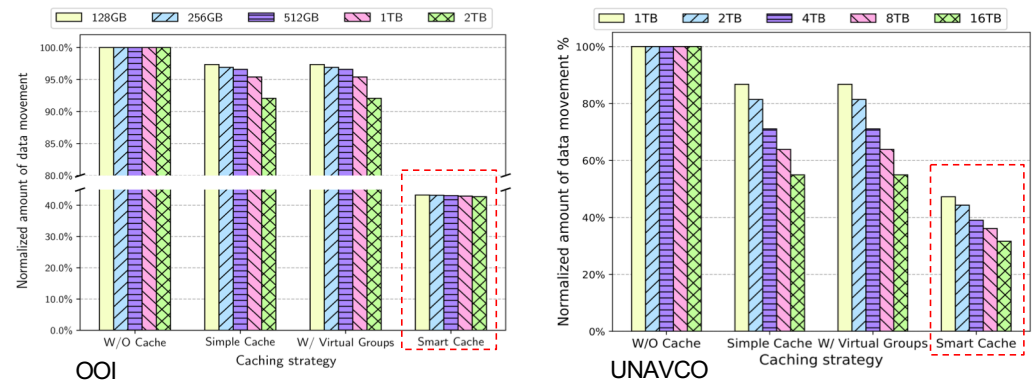 128GB 256GB 512GB 1TB 2TB
Normalized amount of data movement
100.0%
95.0%
90.0%
85.0%
80.0%
40.0%
30.0%
20.0%
10.0%
0.0%
W/O Cache Simple Cache W/ Virtual Groups Smart Cache
Caching strategy
OOI
1TB 2TB 4TB 8TB 16TB
Normalized amount of data movement %
100%
80%
60%
40%
20%
0%
W/O Cache Simple Cache W/ Virtual Groups Smart Cache
Caching strategy
UNAVCO